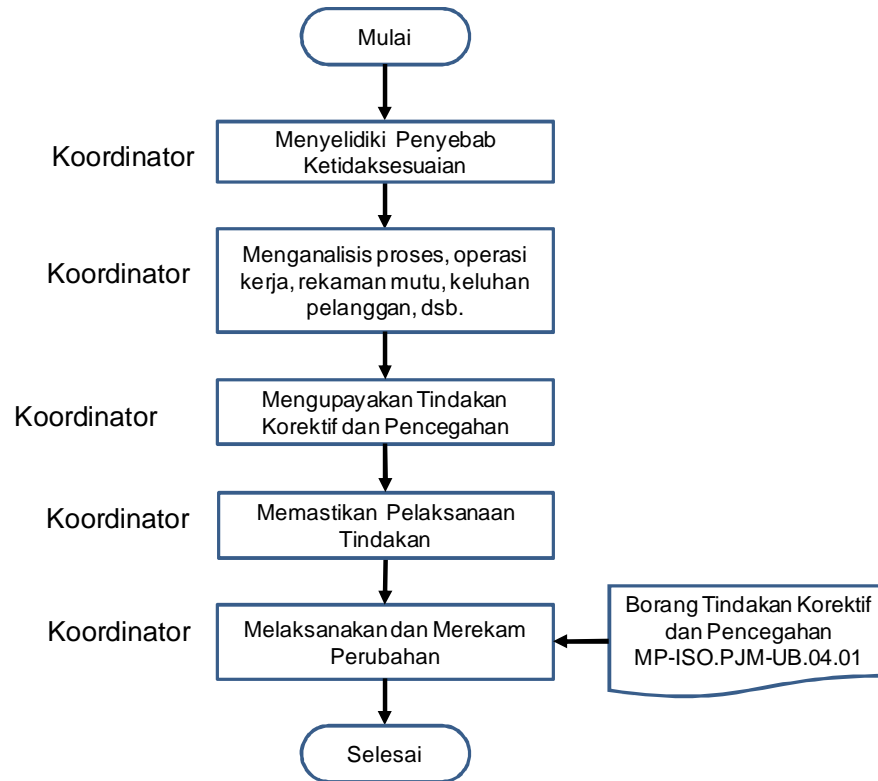 Mulai
Koordinator
Menyelidiki Penyebab
Ketidaksesuaian
Koordinator
Menganalisis proses, operasi
kerja, rekaman mutu, keluhan
pelanggan, dsb.
Koordinator
Mengupayakan Tindakan
Korektif dan Pencegahan
Koordinator
Memastikan Pelaksanaan
Tindakan
Koordinator
Melaksanakan dan Merekam
Perubahan
Borang Tindakan Korektif
dan Pencegahan
MP-ISO.PJM-UB.04.01
Selesai